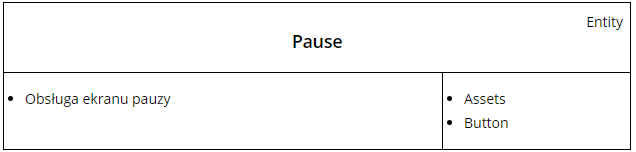 Entity
Pause
Obsługa ekranu pauzy
Assets
Button